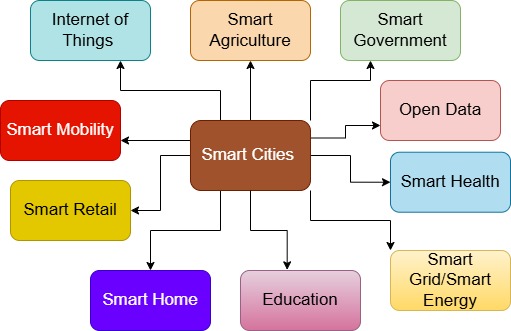 Internet of
Things
Smart
Agriculture
Smart
Government
Smart Mobility
Smart Cities
Open Data
Smart Retail
Smart Health
Smart Home
Education
Smart
Grid/Smart
Energy